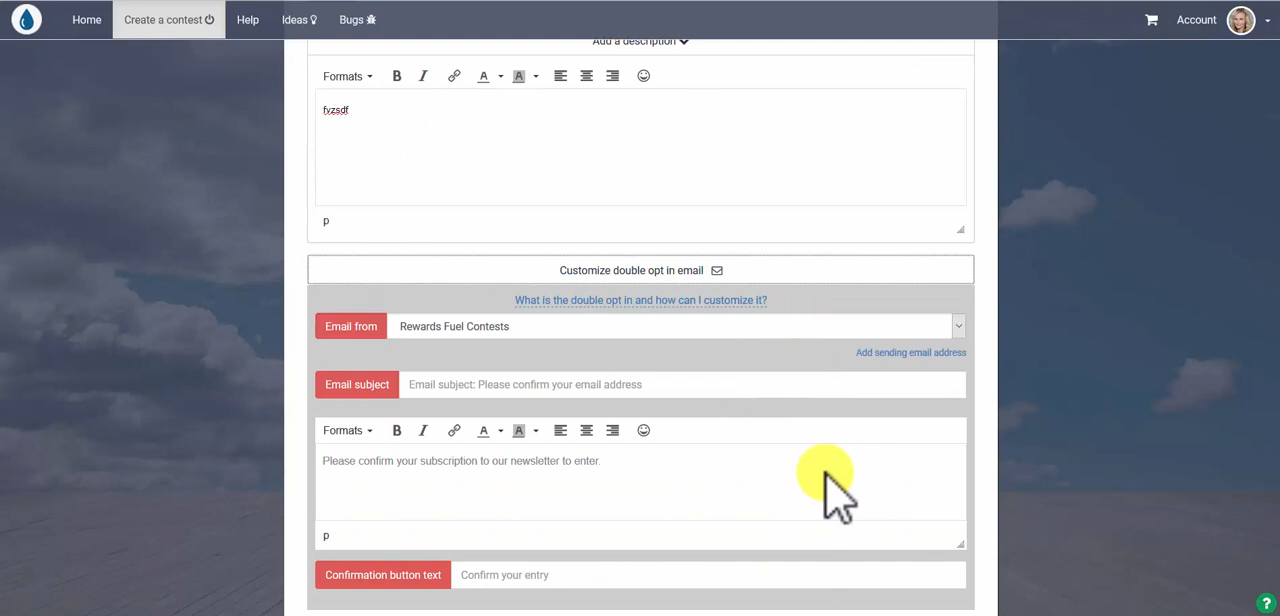 Home Create a contest Help Ideas Bugs Account
Add a description
Formats B I A A
fvzsdf
p
Customize double opt in email
What is the double opt in and how can I customize it?
Email from Rewards Fuel Contests
Add sending email address
Email subject Email subject: Please confirm your email address
Formats B I A A
Please confirm your subscription to our newsletter to enter.
p
Confirmation button text Confirm your entry
?